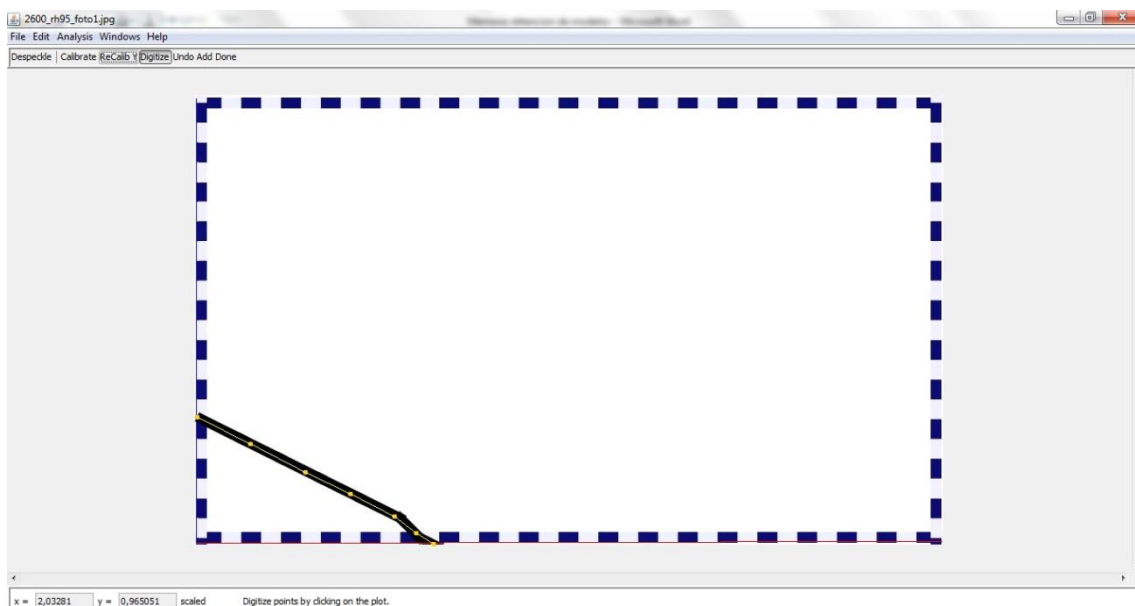 2600_rh95_foto1.jpg
File Edit Analysis Windows Help
Despeckle Calibrate ReCalib Y Digitize Undo Add Done
x = 2,03281 y = 0,965051 scaled Digitize points by clicking on the plot.